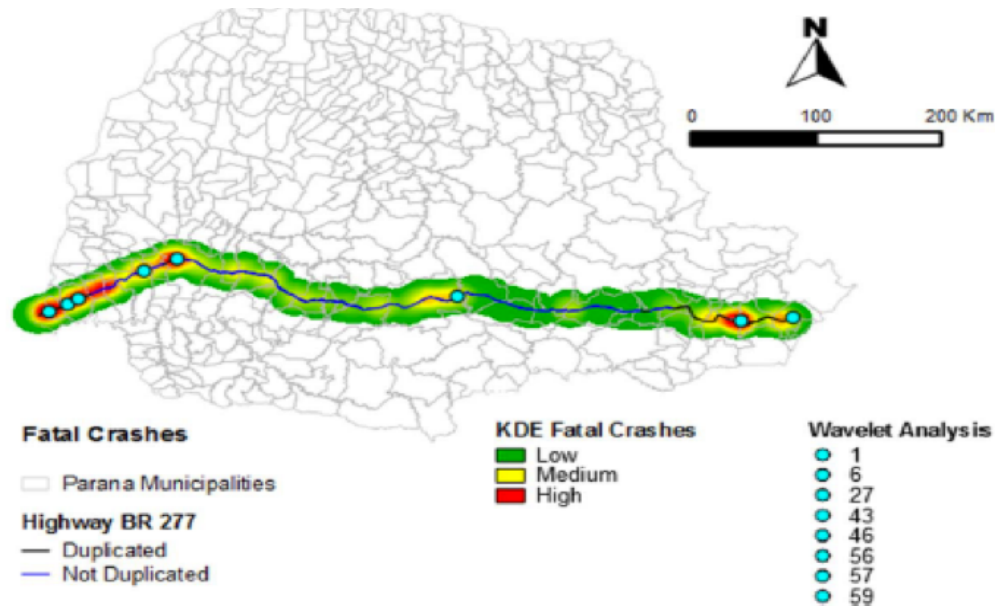 N
0 100 200 Km
Fatal Crashes
Parana Municipalities
Highway BR 277
Duplicated
Not Duplicated
KDE Fatal Crashes
Low
Medium
High
Wavelet Analysis
1
6
27
43
46
56
57
59